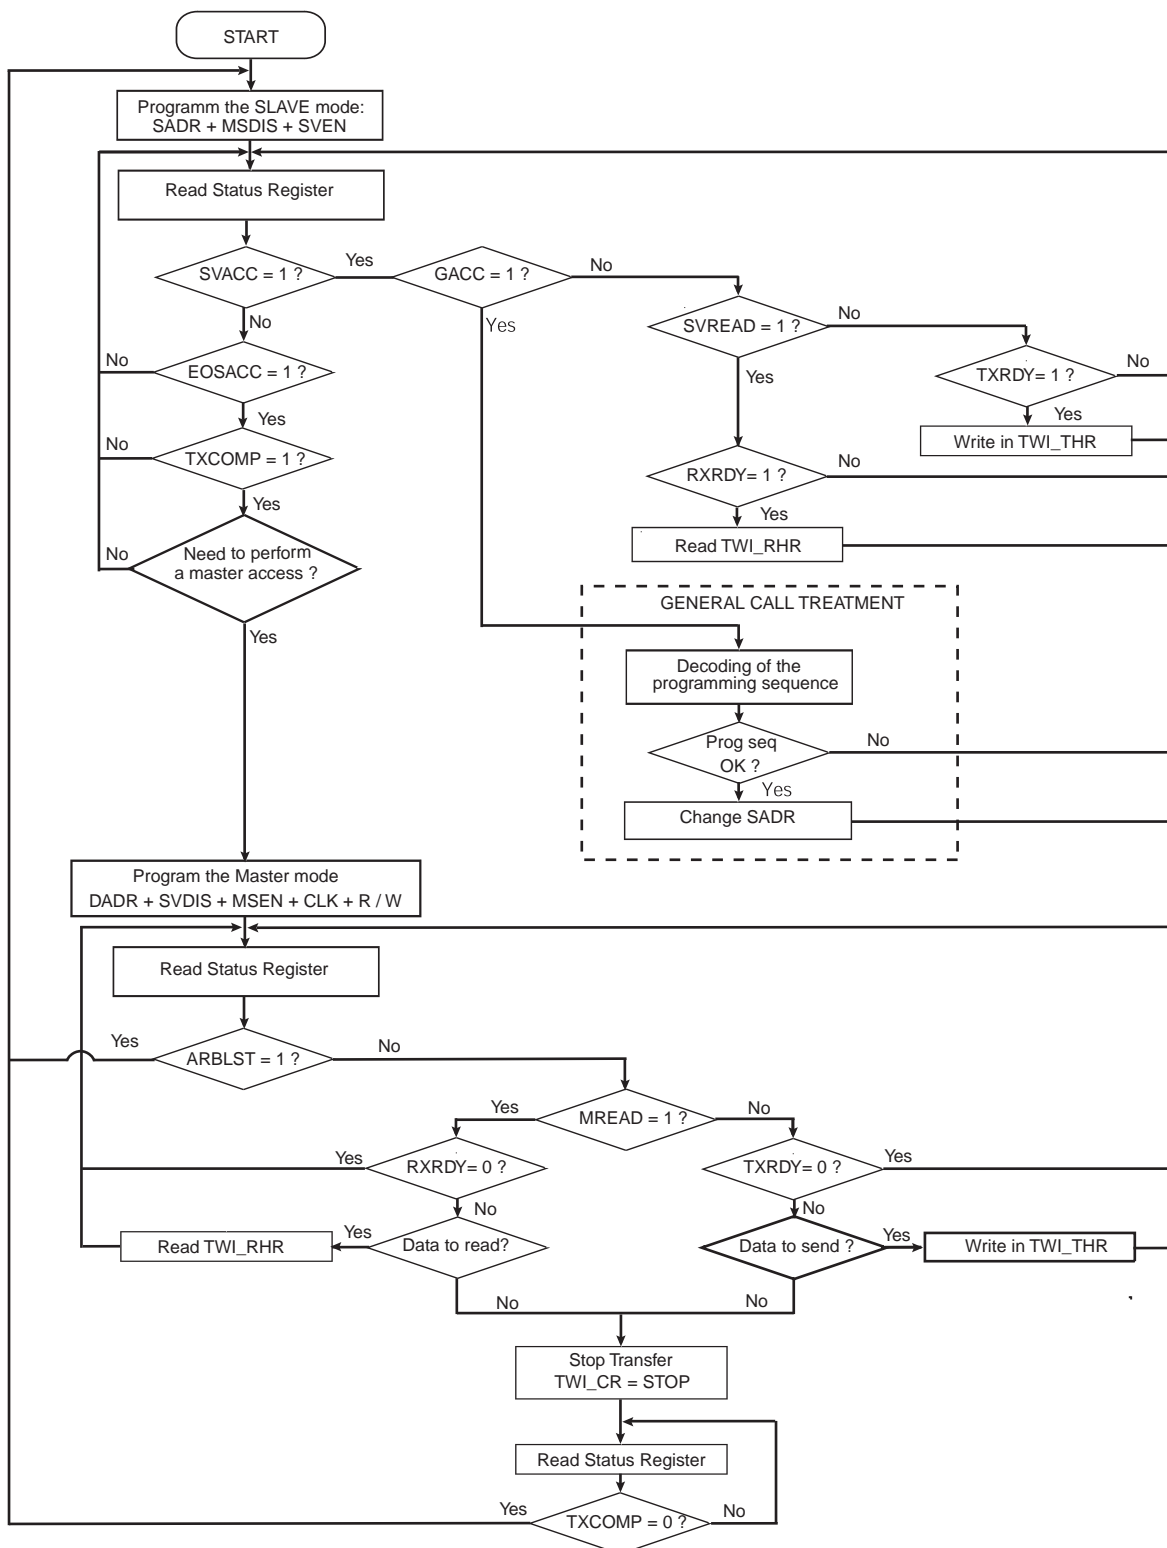 START
Programm the SLAVE mode:
SADR + MSDIS + SVEN
Read Status Register
SVACC = 1 ?
Yes
GACC = 1 ?
No
No
Yes
SVREAD = 1 ?
No
Yes
EOSACC = 1 ?
No
Yes
TXRDY= 1 ?
No
Yes
Write in TWI_THR
TXCOMP = 1 ?
No
Yes
RXRDY= 1 ?
No
Yes
Read TWI_RHR
Need to perform
a master access ?
No
Yes
GENERAL CALL TREATMENT
Decoding of the
programming sequence
Prog seq
OK ?
No
Yes
Change SADR
Program the Master mode
DADR + SVDIS + MSEN + CLK + R / W
Read Status Register
Yes
ARBLST = 1 ?
No
Yes
MREAD = 1 ?
No
Yes
RXRDY= 0 ?
TXRDY= 0 ?
Yes
No
No
Read TWI_RHR
Yes
Data to read?
Data to send ?
Yes
Write in TWI_THR
No
No
Stop Transfer
TWI_CR = STOP
Read Status Register
Yes
TXCOMP = 0 ?
No